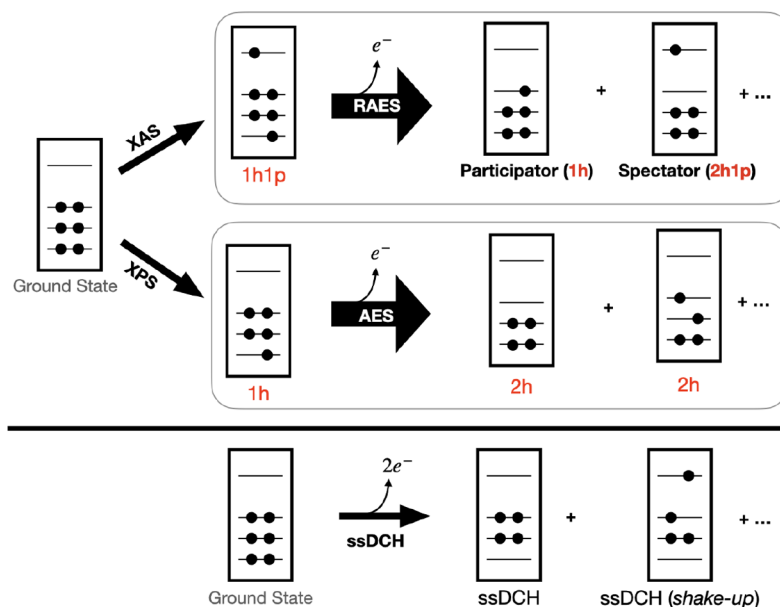 e⁻
RAES
+
+ ...
XAS
1h1p
Participator (1h)
Spectator (2h1p)
Ground State
XPS
e⁻
AES
+
+ ...
1h
2h
2h
2e⁻
ssDCH
+
+ ...
Ground State
ssDCH
ssDCH (shake-up)